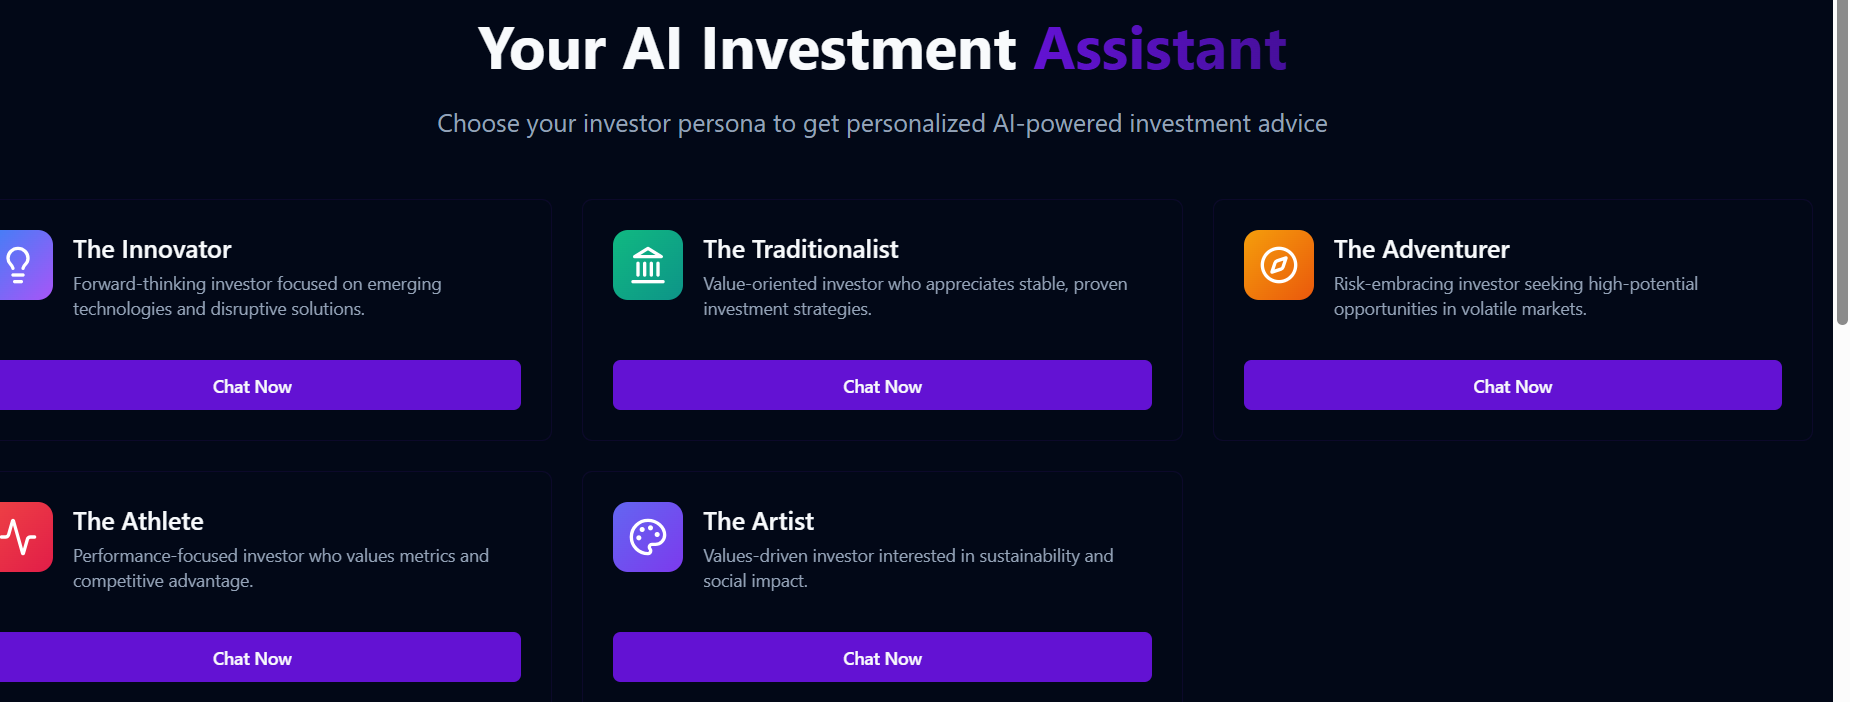 Your AI Investment Assistant
Choose your investor persona to get personalized AI-powered investment advice
The Innovator
Forward-thinking investor focused on emerging
technologies and disruptive solutions.
Chat Now
The Traditionalist
Value-oriented investor who appreciates stable, proven
investment strategies.
Chat Now
The Adventurer
Risk-embracing investor seeking high-potential
opportunities in volatile markets.
Chat Now
The Athlete
Performance-focused investor who values metrics and
competitive advantage.
Chat Now
The Artist
Values-driven investor interested in sustainability and
social impact.
Chat Now